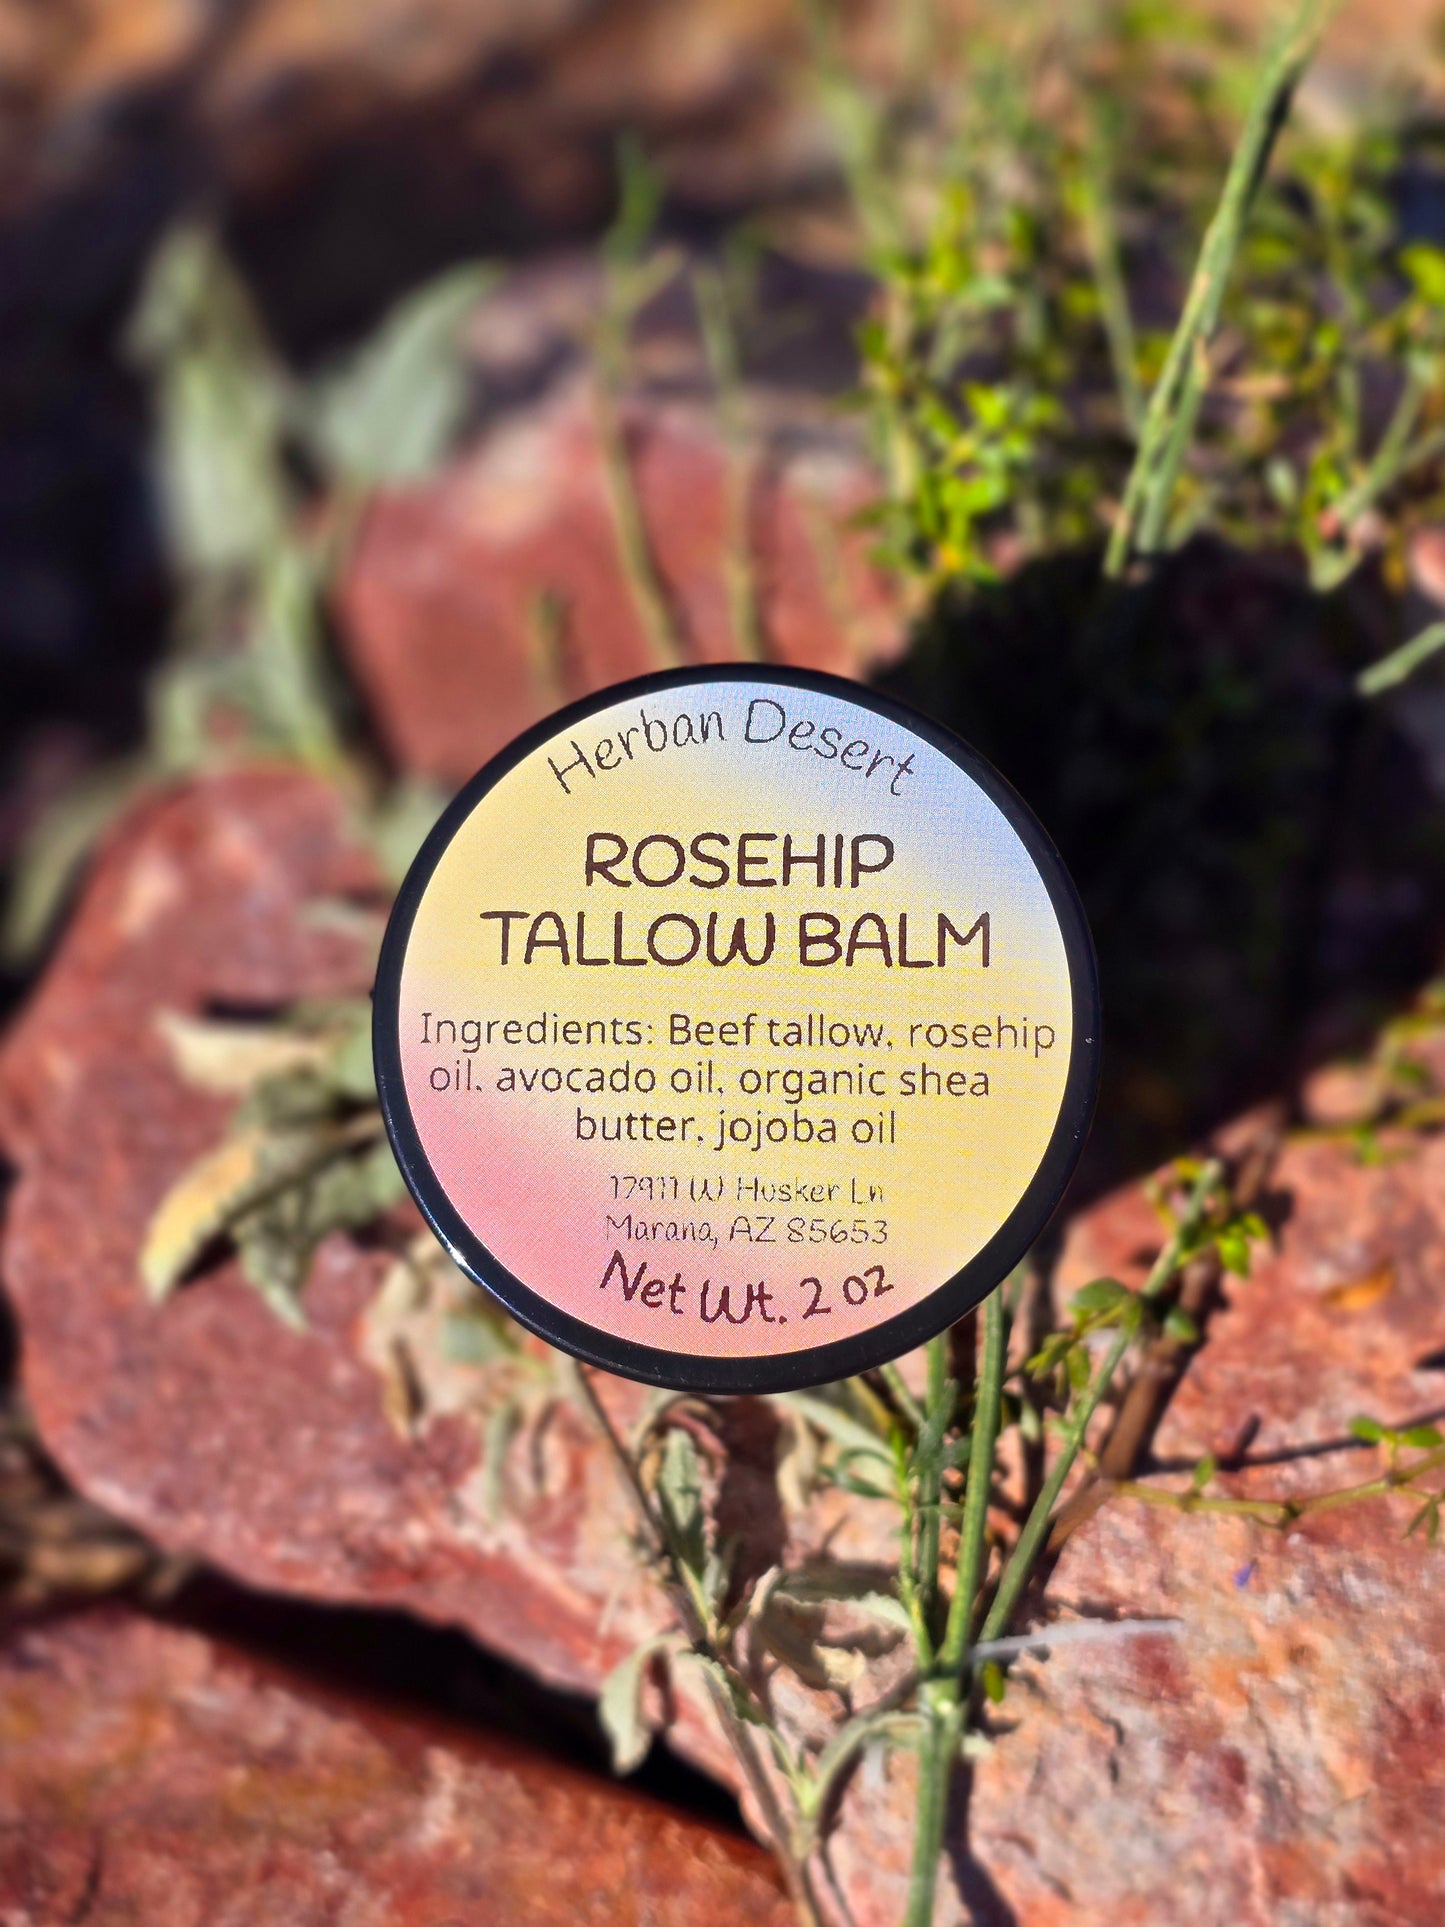 Herban Desert
ROSEHIP
TALLOW BALM
Ingredients: Beef tallow, rosehip
oil, avocado oil, organic shea
butter, jojoba oil
17911 W Husker Ln
Marana, AZ 85653
Net Wt. 2 oz